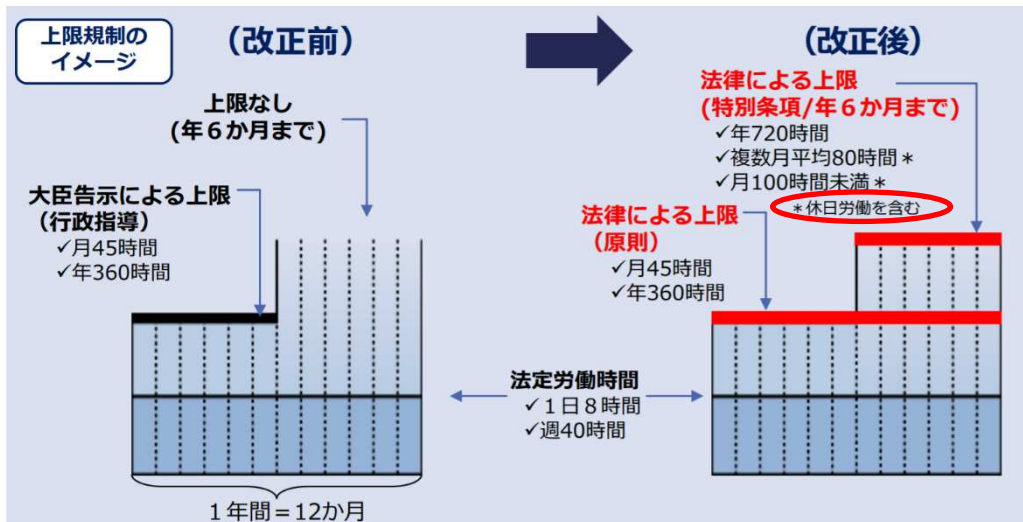 上限規制の
イメージ
(改正前)
(改正後)
上限なし
(年６か月まで)
大臣告示による上限
(行政指導)
✓月45時間
✓年360時間
法律による上限
(特別条項/年６か月まで)
✓年720時間
✓複数月平均80時間＊
✓月100時間未満＊
＊休日労働を含む
法律による上限
(原則)
✓月45時間
✓年360時間
法定労働時間
✓１日８時間
✓週40時間
１年間＝12か月